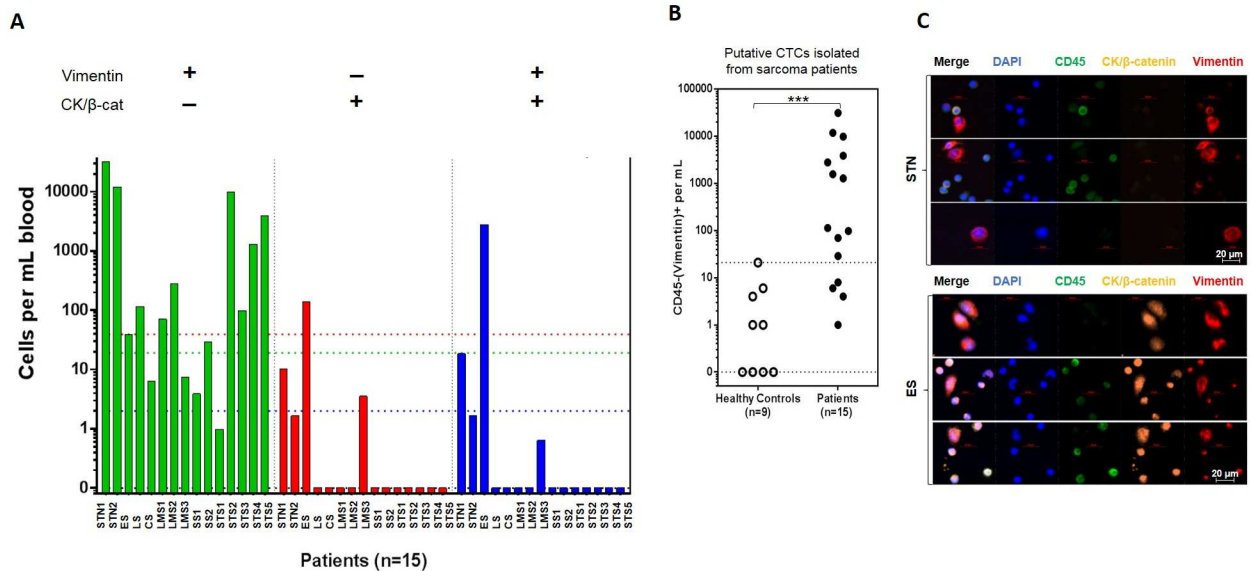 A
Vimentin + – +
CK/β-cat – + +
Cells per mL blood
10000
1000
100
10
1
0
STN1 STN2 ES LS CS LMS1 LMS2 LMS3 SS1 SS2 STS1 STS2 STS3 STS4 STS5 STN1 STN2 ES LS CS LMS1 LMS2 LMS3 SS1 SS2 STS1 STS2 STS3 STS4 STS5 STN1 STN2 ES LS CS LMS1 LMS2 LMS3 SS1 SS2 STS1 STS2 STS3 STS4 STS5
Patients (n=15)
B
Putative CTCs isolated
from sarcoma patients
CD45-(Vimentin)+ per mL
100000
10000
1000
100
10
1
0
***
Healthy Controls
(n=9)
Patients
(n=15)
C
Merge DAPI CD45 CK/β-catenin Vimentin
STN
20 μm
Merge DAPI CD45 CK/β-catenin Vimentin
ES
20 μm